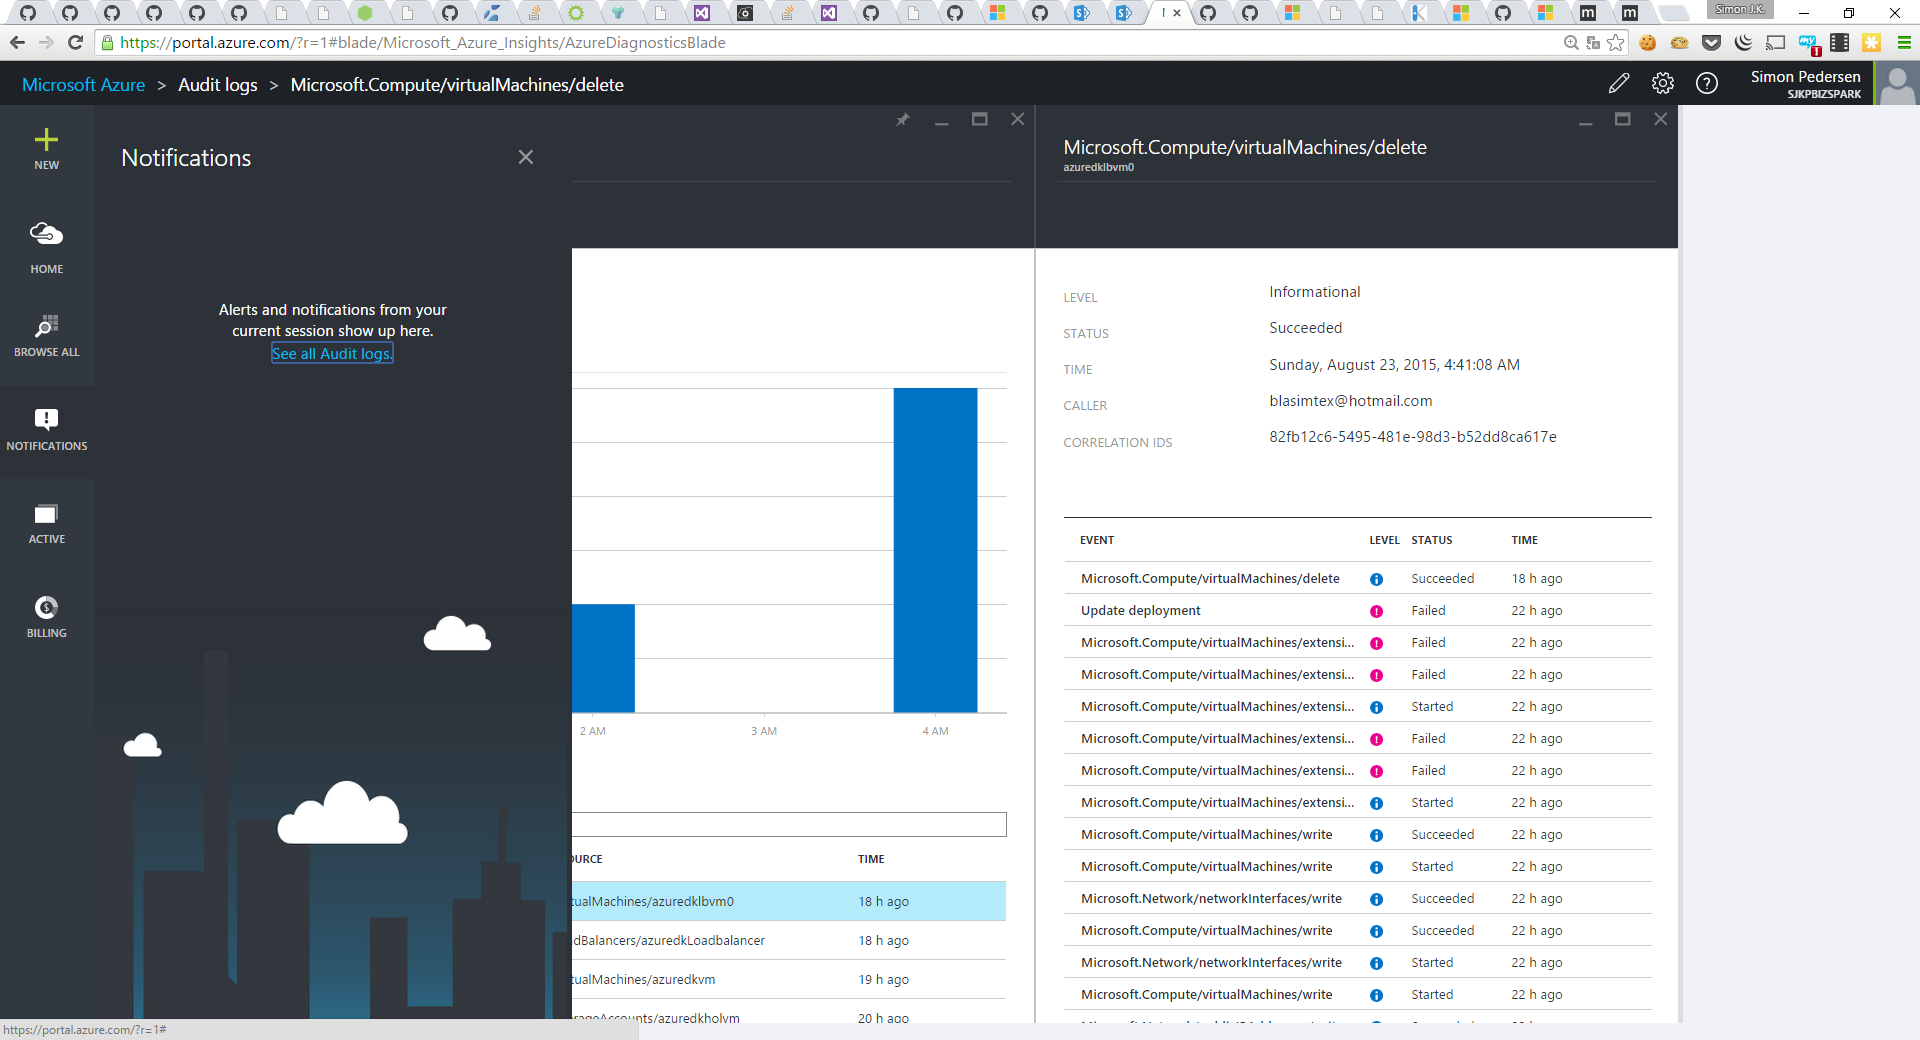 Simon J.K.
https://portal.azure.com/?r=1#blade/Microsoft_Azure_Insights/AzureDiagnosticsBlade
Microsoft Azure > Audit logs > Microsoft.Compute/virtualMachines/delete
Simon Pedersen
SJKPBIZSPARK
NEW
HOME
BROWSE ALL
NOTIFICATIONS
ACTIVE
BILLING
Notifications
Alerts and notifications from your
current session show up here.
See all Audit logs.
2 AM 3 AM 4 AM
OURCE TIME
tualMachines/azuredklbvm0 18 h ago
adBalancers/azuredkLoadbalancer 18 h ago
tualMachines/azuredkvm 19 h ago
rageAccounts/azuredkholvm 20 h ago
Microsoft.Compute/virtualMachines/delete
azuredklbvm0
LEVEL Informational
STATUS Succeeded
TIME Sunday, August 23, 2015, 4:41:08 AM
CALLER blasimtex@hotmail.com
CORRELATION IDS 82fb12c6-5495-481e-98d3-b52dd8ca617e
EVENT LEVEL STATUS TIME
Microsoft.Compute/virtualMachines/delete Succeeded 18 h ago
Update deployment Failed 22 h ago
Microsoft.Compute/virtualMachines/extensi... Failed 22 h ago
Microsoft.Compute/virtualMachines/extensi... Failed 22 h ago
Microsoft.Compute/virtualMachines/extensi... Started 22 h ago
Microsoft.Compute/virtualMachines/extensi... Failed 22 h ago
Microsoft.Compute/virtualMachines/extensi... Failed 22 h ago
Microsoft.Compute/virtualMachines/extensi... Started 22 h ago
Microsoft.Compute/virtualMachines/write Succeeded 22 h ago
Microsoft.Compute/virtualMachines/write Started 22 h ago
Microsoft.Network/networkInterfaces/write Succeeded 22 h ago
Microsoft.Compute/virtualMachines/write Succeeded 22 h ago
Microsoft.Network/networkInterfaces/write Started 22 h ago
Microsoft.Compute/virtualMachines/write Started 22 h ago
https://portal.azure.com/?r=1#